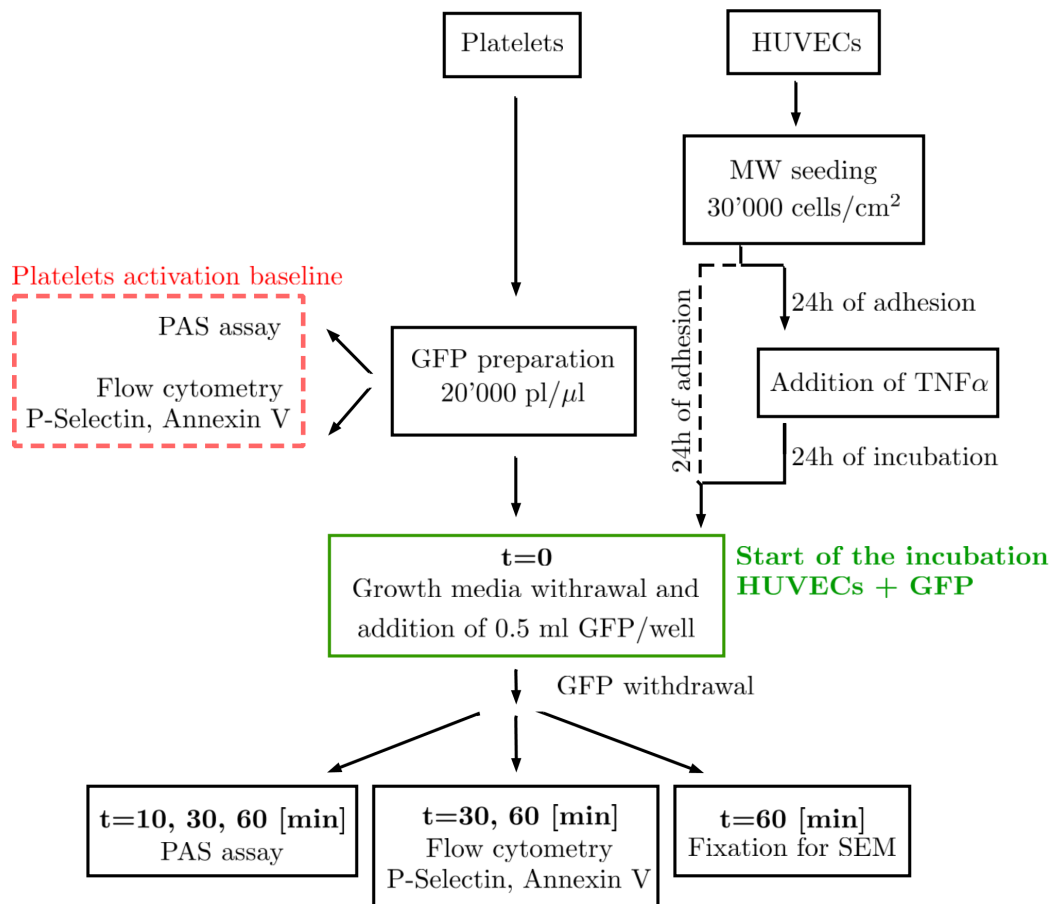 Platelets
HUVECs
MW seeding
30'000 cells/cm²
Platelets activation baseline
PAS assay
Flow cytometry
P-Selectin, Annexin V
GFP preparation
20'000 pl/μl
24h of adhesion
24h of adhesion
Addition of TNFα
24h of incubation
t=0
Growth media withrawal and
addition of 0.5 ml GFP/well
Start of the incubation
HUVECs + GFP
GFP withdrawal
t=10, 30, 60 [min]
PAS assay
t=30, 60 [min]
Flow cytometry
P-Selectin, Annexin V
t=60 [min]
Fixation for SEM